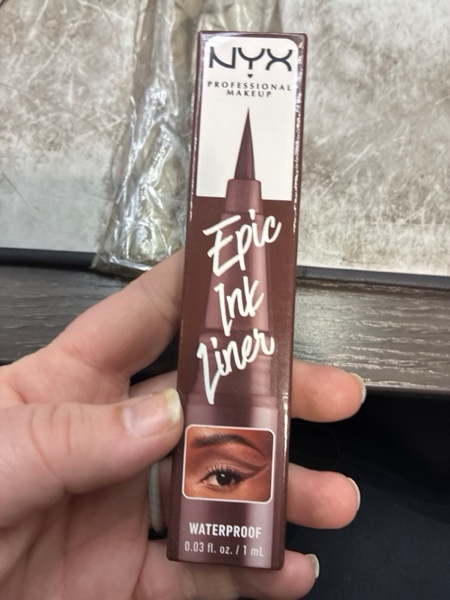 NYX
PROFESSIONAL
MAKEUP
Epic
Ink
Liner
WATERPROOF
0.03 fl. oz. / 1 mL